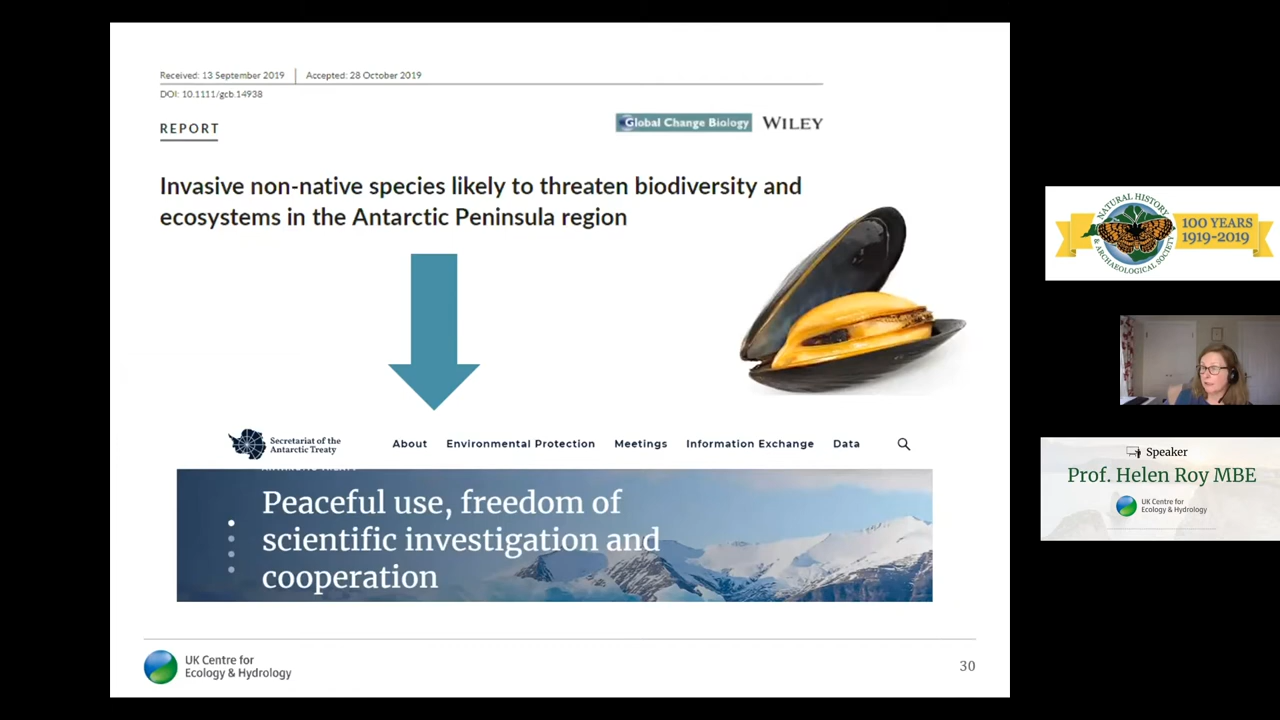 Received: 13 September 2019 | Accepted: 28 October 2019
DOI: 10.1111/gcb.14938
REPORT
Global Change Biology WILEY
Invasive non-native species likely to threaten biodiversity and
ecosystems in the Antarctic Peninsula region
Secretariat of the
Antarctic Treaty
About Environmental Protection Meetings Information Exchange Data
Peaceful use, freedom of
scientific investigation and
cooperation
UK Centre for
Ecology & Hydrology
30
NATURAL HISTORY
& ARCHAEOLOGICAL SOCIETY
100 YEARS
1919-2019
Speaker
Prof. Helen Roy MBE
UK Centre for
Ecology & Hydrology